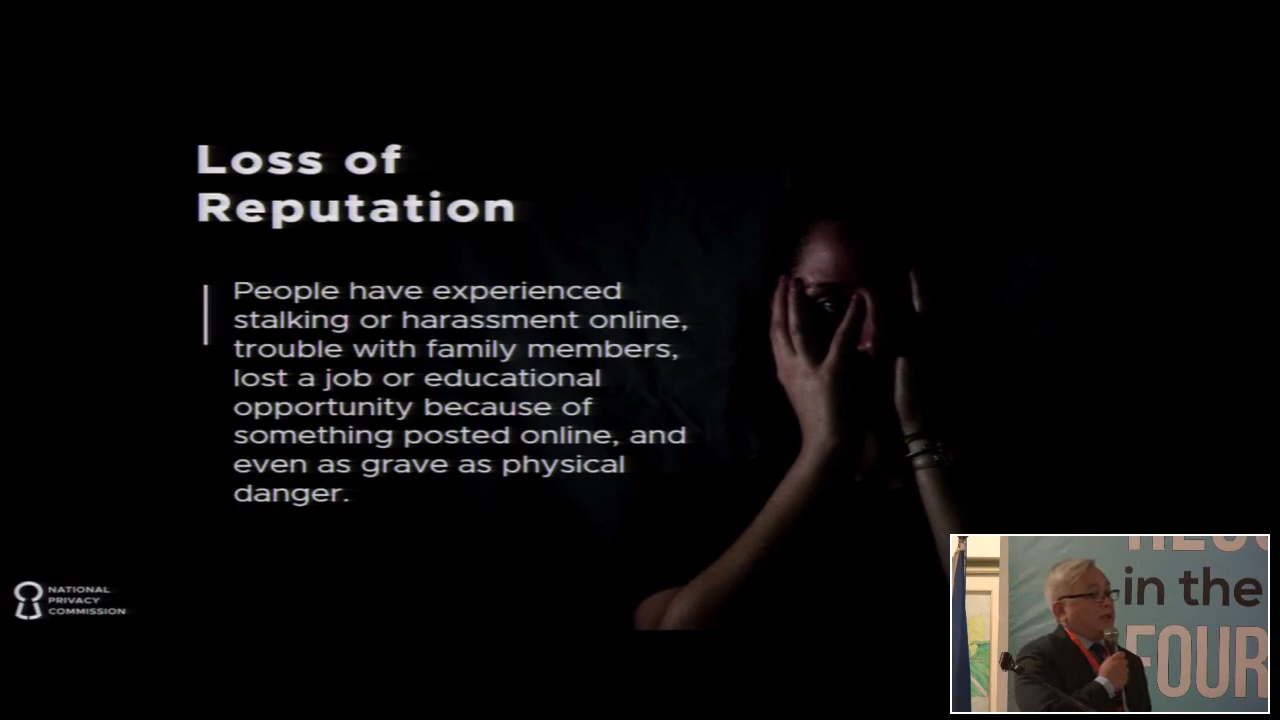 Loss of
Reputation
People have experienced
stalking or harassment online,
trouble with family members,
lost a job or educational
opportunity because of
something posted online, and
even as grave as physical
danger.
NATIONAL
PRIVACY
COMMISSION
in the
FOUR